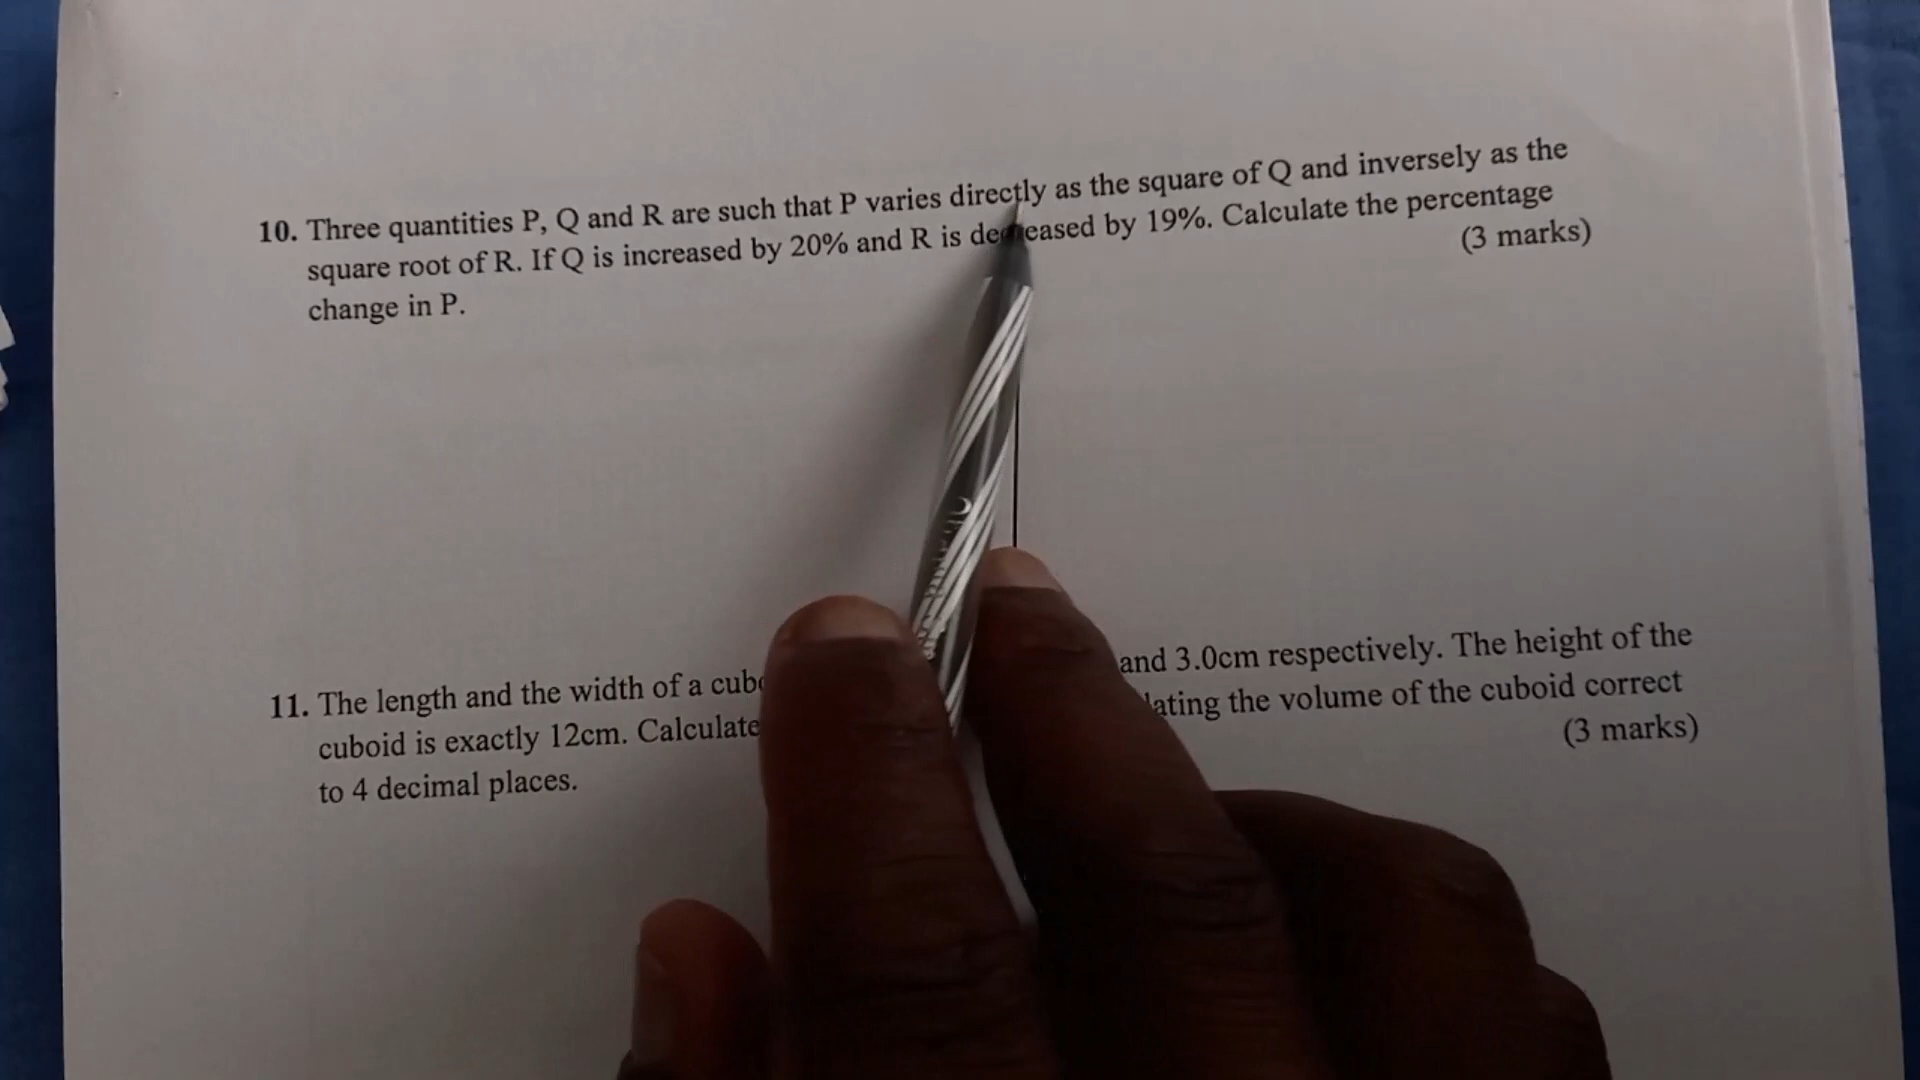 10. Three quantities P, Q and R are such that P varies directly as the square of Q and inversely as the
square root of R. If Q is increased by 20% and R is decreased by 19%. Calculate the percentage
change in P. (3 marks)
11. The length and the width of a and 3.0cm respectively. The height of the
cuboid is exactly 12cm. Calculate the volume of the cuboid correct
to 4 decimal places. (3 marks)